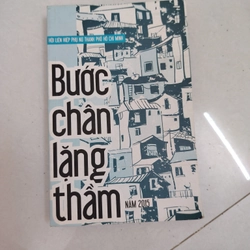 HỘI LIÊN HIỆP PHỤ NỮ THÀNH PHỐ HỒ CHÍ MINH
Bước
chân
lặng
thầm
NĂM 2015